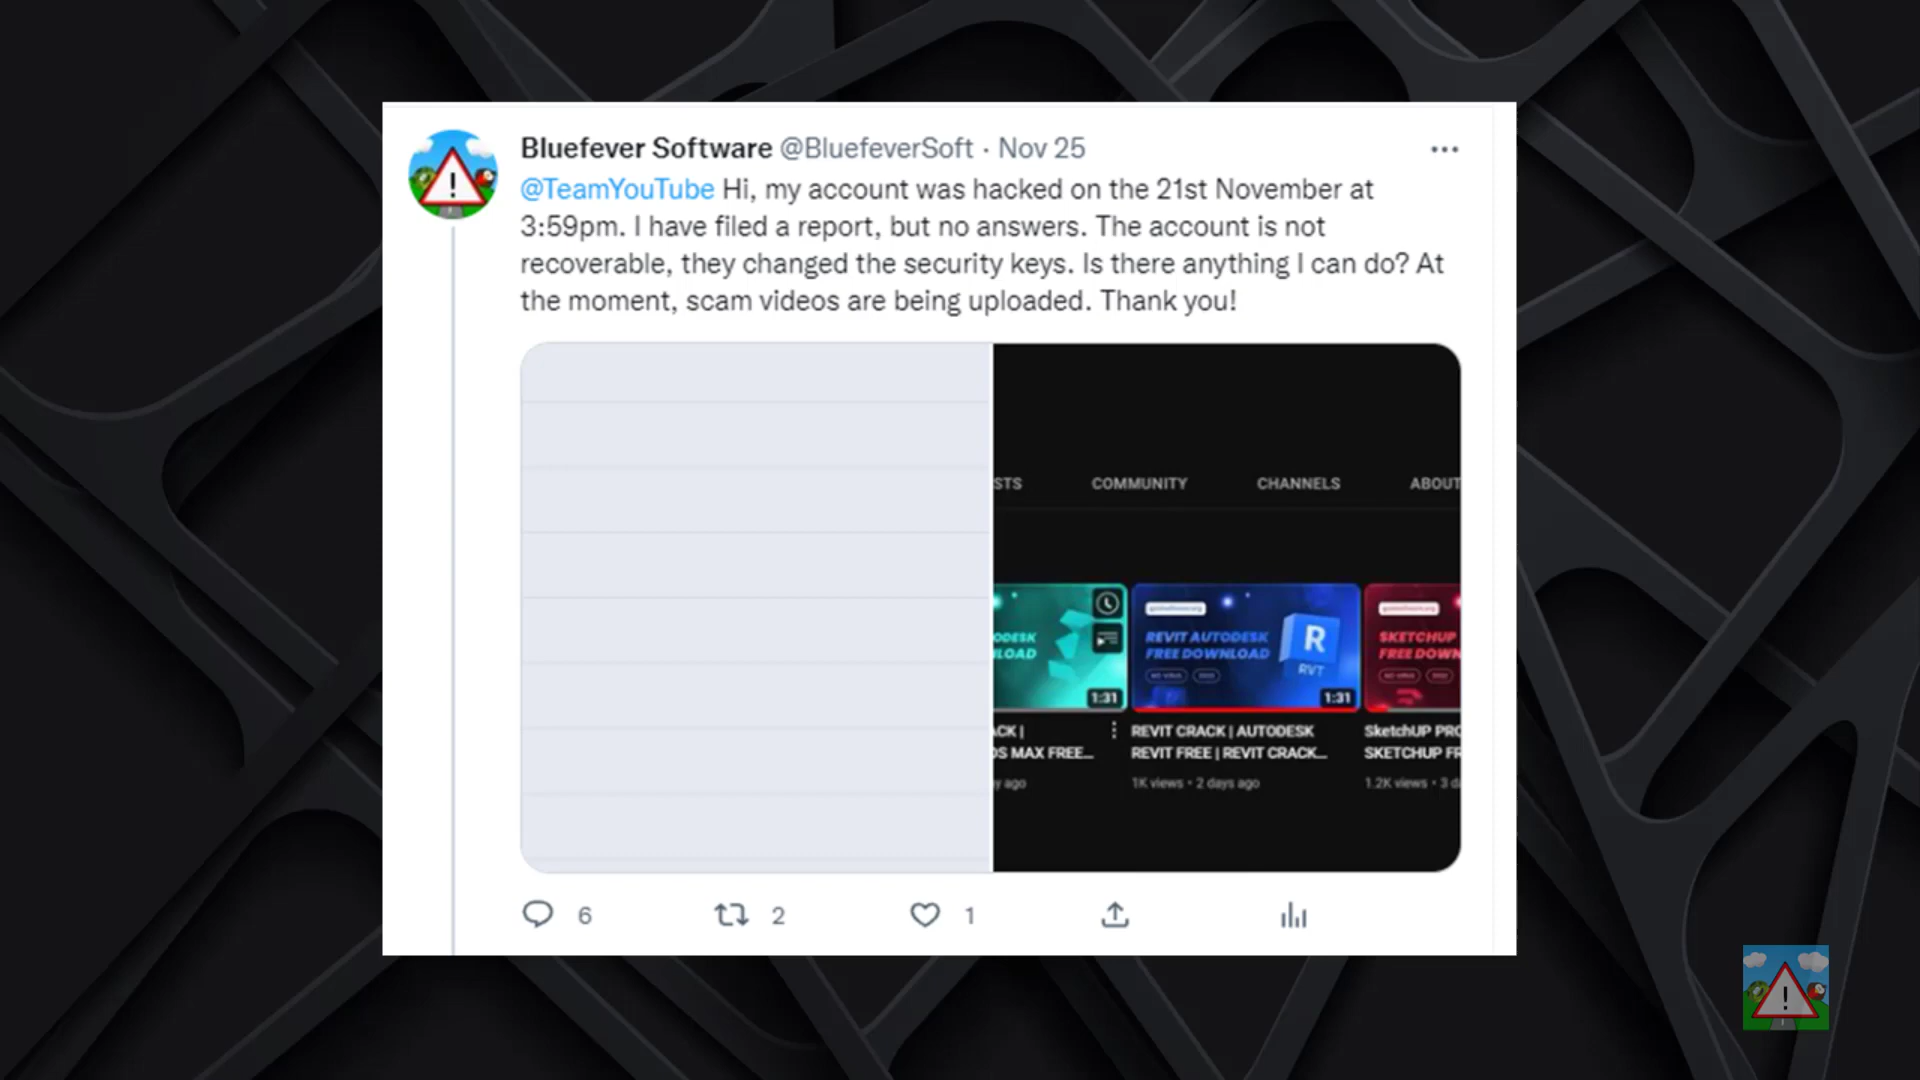 Bluefever Software @BluefeverSoft · Nov 25
@TeamYouTube Hi, my account was hacked on the 21st November at
3:59pm. I have filed a report, but no answers. The account is not
recoverable, they changed the security keys. Is there anything I can do? At
the moment, scam videos are being uploaded. Thank you!
STS COMMUNITY CHANNELS ABOUT
ODESK
LOAD
1:31
REVIT AUTODESK
FREE DOWNLOAD
R
RVT
1:31
SKETCHUP
FREE DOWN
ACK |
DS MAX FREE...
y ago
REVIT CRACK | AUTODESK
REVIT FREE | REVIT CRACK...
1K views • 2 days ago
SketchUP PRO
SKETCHUP FR
1.2K views • 3 d
6 2 1